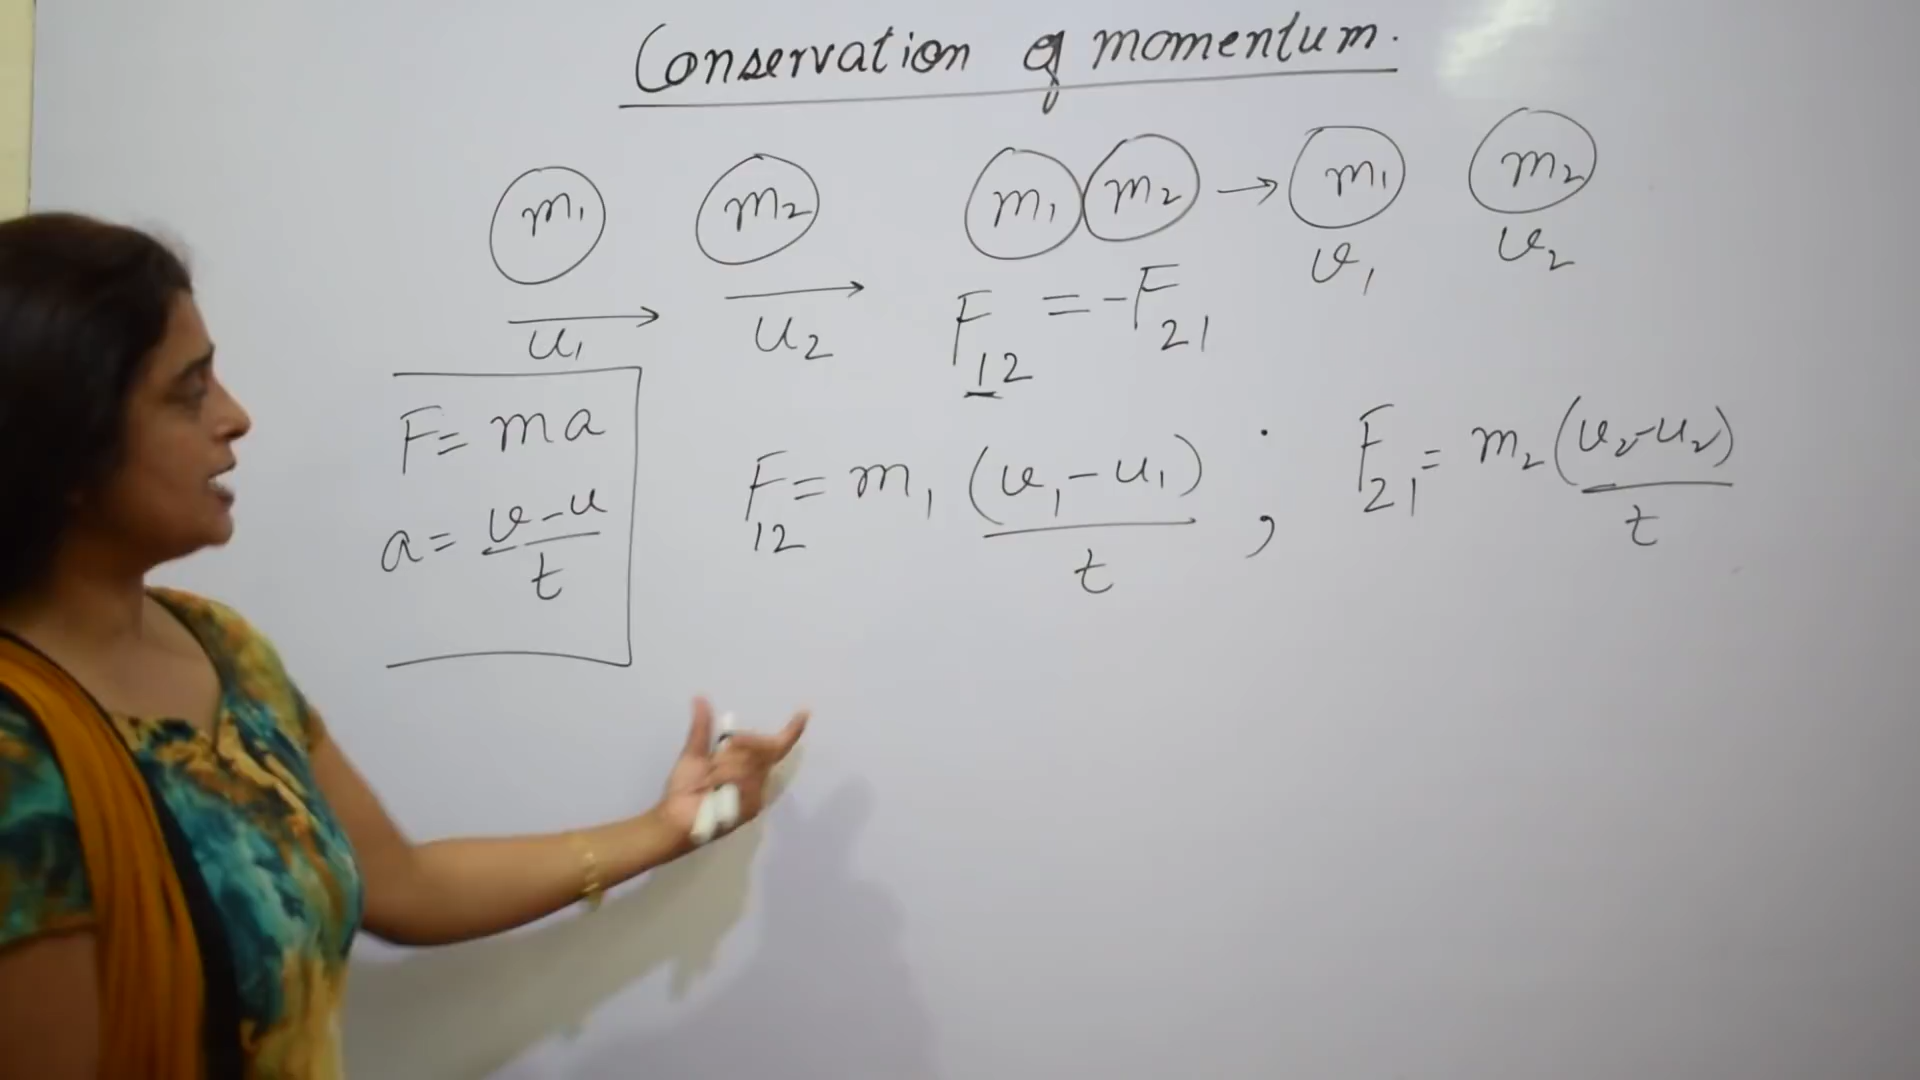 Conservation of momentum.
m₁ m₂ m₁ m₂ → m₁ m₂
u₁ u₂ v₁ v₂
F₁₂ = -F₂₁
F = ma
a = (v-u)/t
F₁₂ = m₁ (v₁-u₁)/t ; F₂₁ = m₂ (v₂-u₂)/t